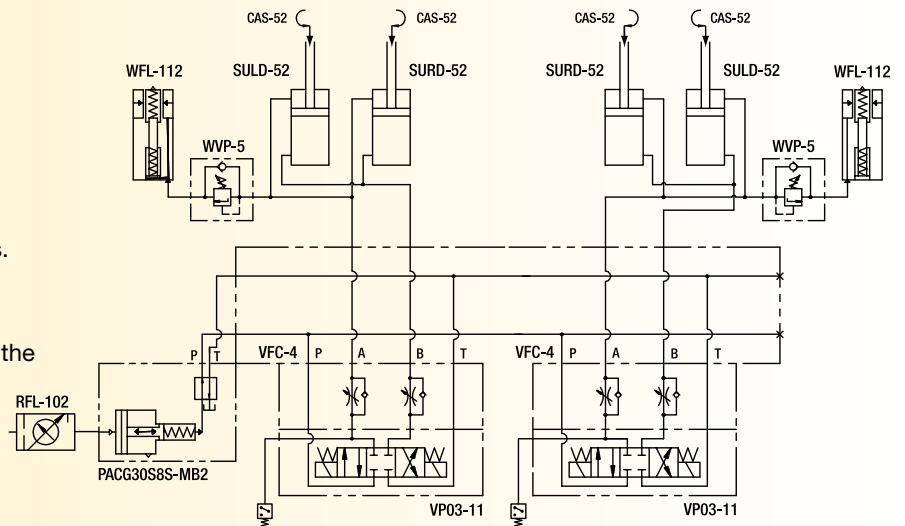 CAS-52 CAS-52 CAS-52 CAS-52
SULD-52 SURD-52 SURD-52 SULD-52
WFL-112 WFL-112
WVP-5 WVP-5
s.
the
P T VFC-4 P A B T VFC-4 P A B T
RFL-102
PACG30S8S-MB2
VP03-11 VP03-11